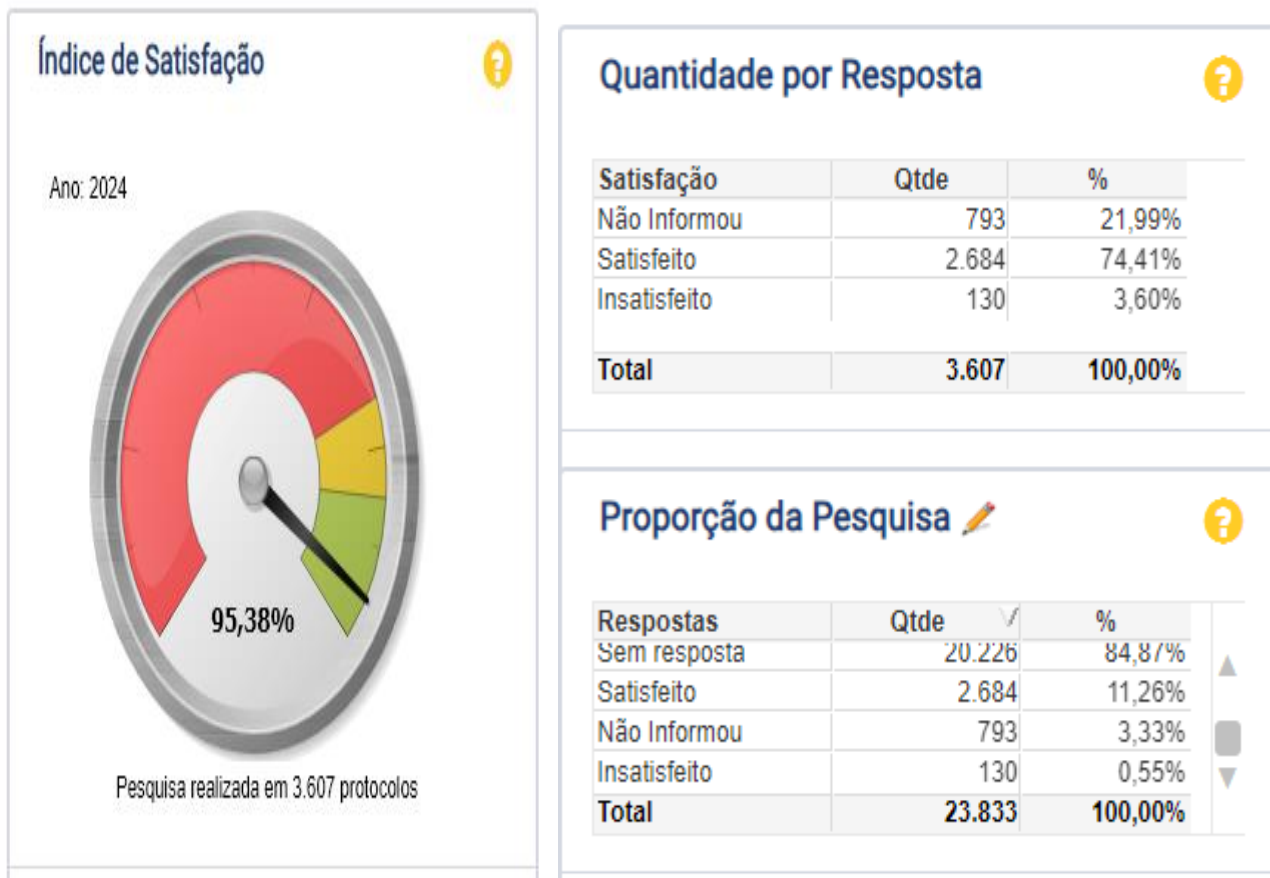 Índice de Satisfação
Ano: 2024
95,38%
Pesquisa realizada em 3.607 protocolos
Quantidade por Resposta
Satisfação Qtde %
Não Informou 793 21,99%
Satisfeito 2.684 74,41%
Insatisfeito 130 3,60%
Total 3.607 100,00%
Proporção da Pesquisa
Respostas Qtde %
Sem resposta 20.226 84,87%
Satisfeito 2.684 11,26%
Não Informou 793 3,33%
Insatisfeito 130 0,55%
Total 23.833 100,00%